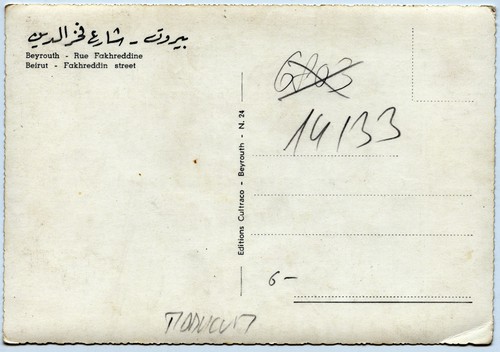 بيروت - شارع فخر الدين
Beyrouth - Rue Fakhreddine
Beirut - Fakhreddin street
Editions Cultraco - Beyrouth - N. 24
14133
6-